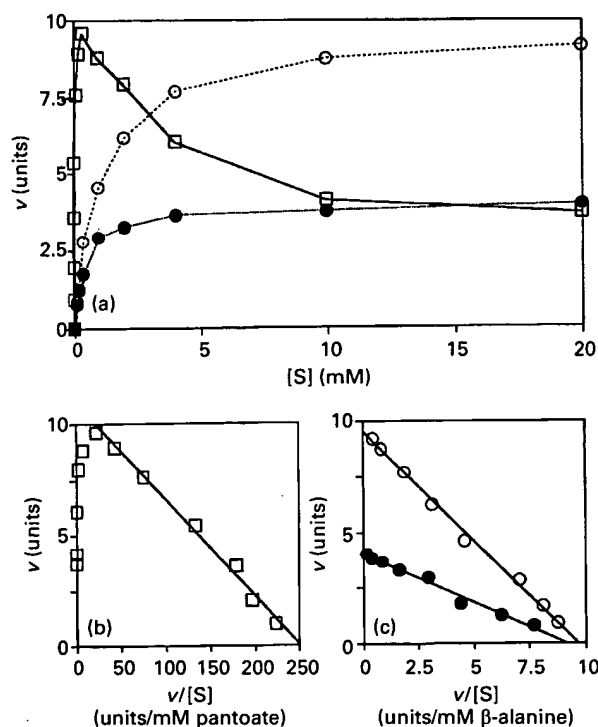 10
7.5
5
2.5
0
v (units)
(a)
0 5 10 15 20
[S] (mM)
10
5
0
v (units)
(b)
0 50 100 150 200 250
v/[S]
(units/mM pantoate)
10
5
0
v (units)
(c)
0 2.5 5 7.5 10
v/[S]
(units/mM β-alanine)